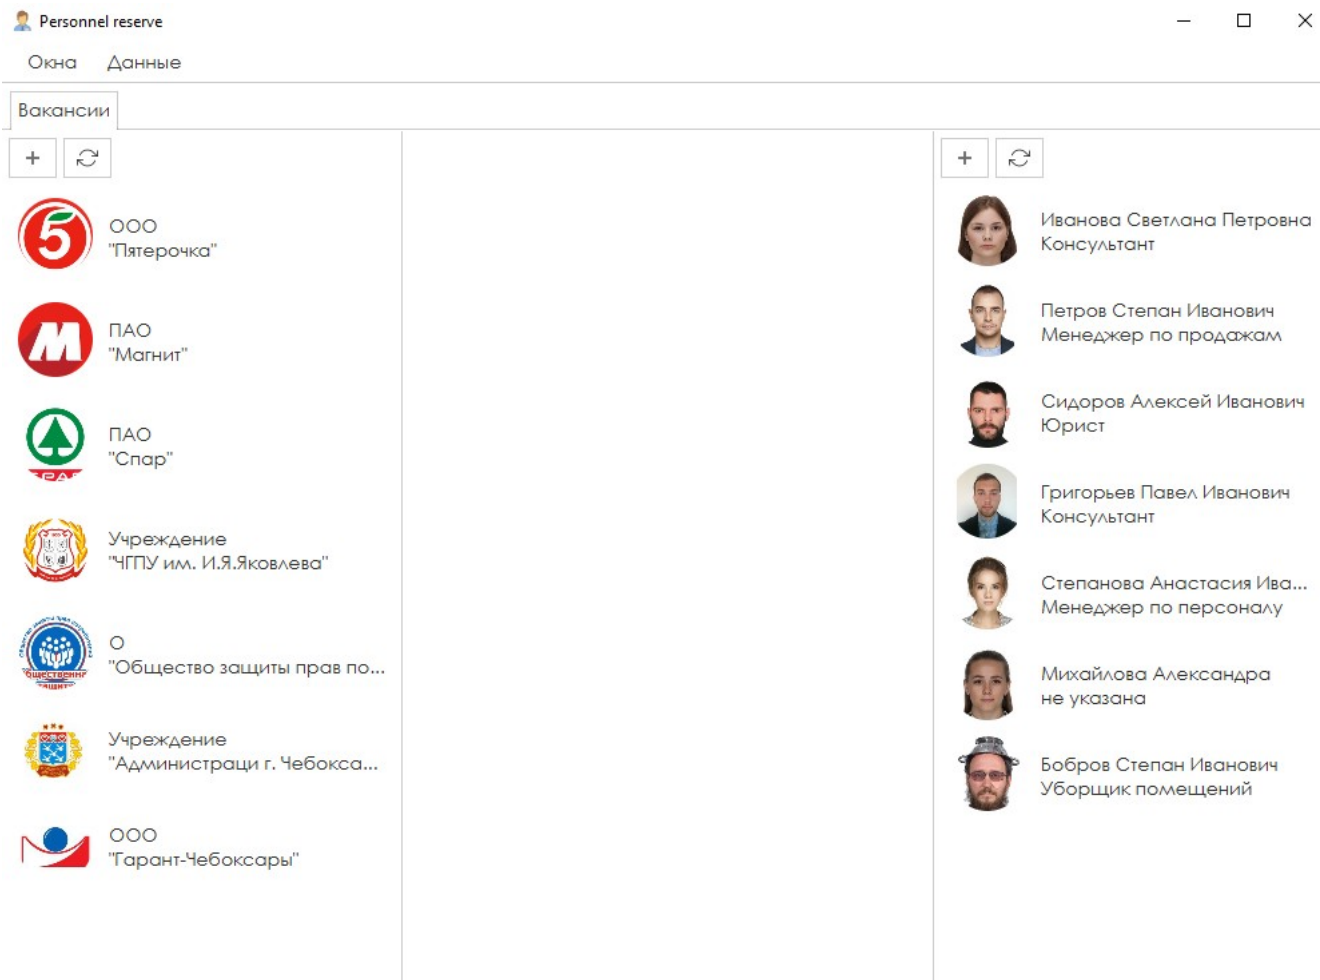 Personnel reserve
Окна Данные
Вакансии
ООО
"Пятерочка"
ПАО
"Магнит"
ПАО
"Спар"
Учреждение
"ЧГПУ им. И.Я.Яковлева"
О
"Общество защиты прав по...
Учреждение
"Администраци г. Чебокса...
ООО
"Гарант-Чебоксары"
Иванова Светлана Петровна
Консультант
Петров Степан Иванович
Менеджер по продажам
Сидоров Алексей Иванович
Юрист
Григорьев Павел Иванович
Консультант
Степанова Анастасия Ива...
Менеджер по персоналу
Михайлова Александра
не указана
Бобров Степан Иванович
Уборщик помещений